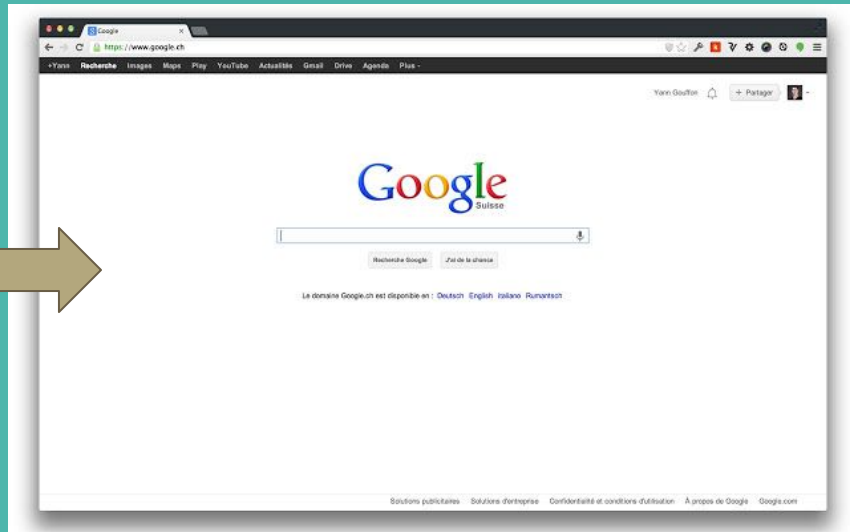 Google
https://www.google.ch
+Yann Recherche Images Maps Play YouTube Actualités Gmail Drive Agenda Plus
Yann Gouffon + Partager
Google
Suisse
Recherche Google J'ai de la chance
Le domaine Google.ch est disponible en : Deutsch English Italiano Rumantsch
Solutions publicitaires Solutions d'entreprise Confidentialité et conditions d'utilisation À propos de Google Google.com